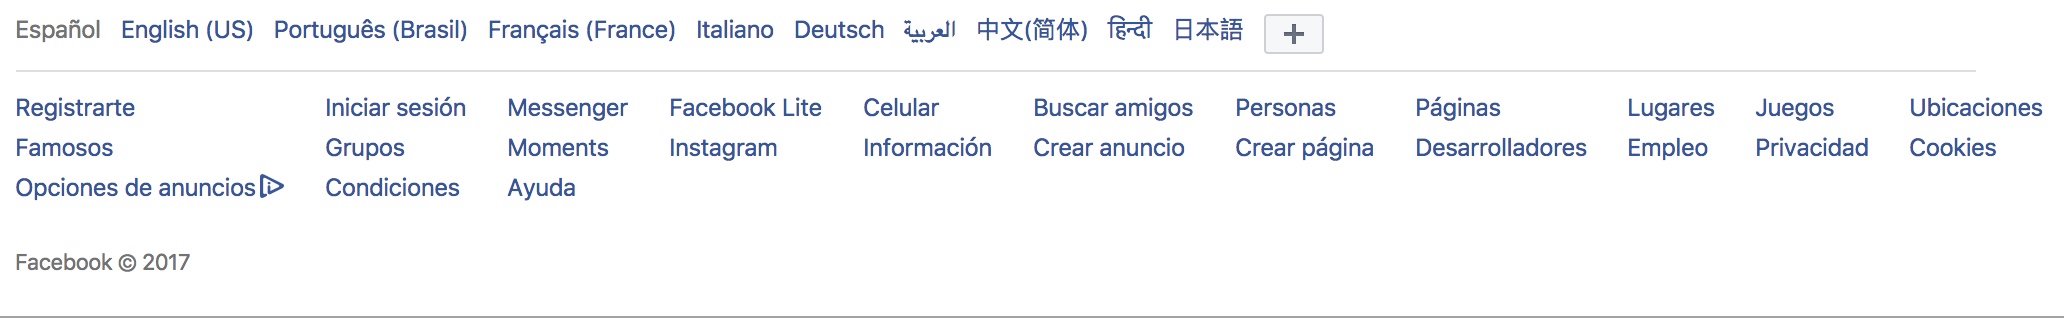 Español English (US) Português (Brasil) Français (France) Italiano Deutsch العربية 中文(简体) हिन्दी 日本語 +
Registrarte Iniciar sesión Messenger Facebook Lite Celular Buscar amigos Personas Páginas Lugares Juegos Ubicaciones
Famosos Grupos Moments Instagram Información Crear anuncio Crear página Desarrolladores Empleo Privacidad Cookies
Opciones de anuncios Condiciones Ayuda
Facebook © 2017